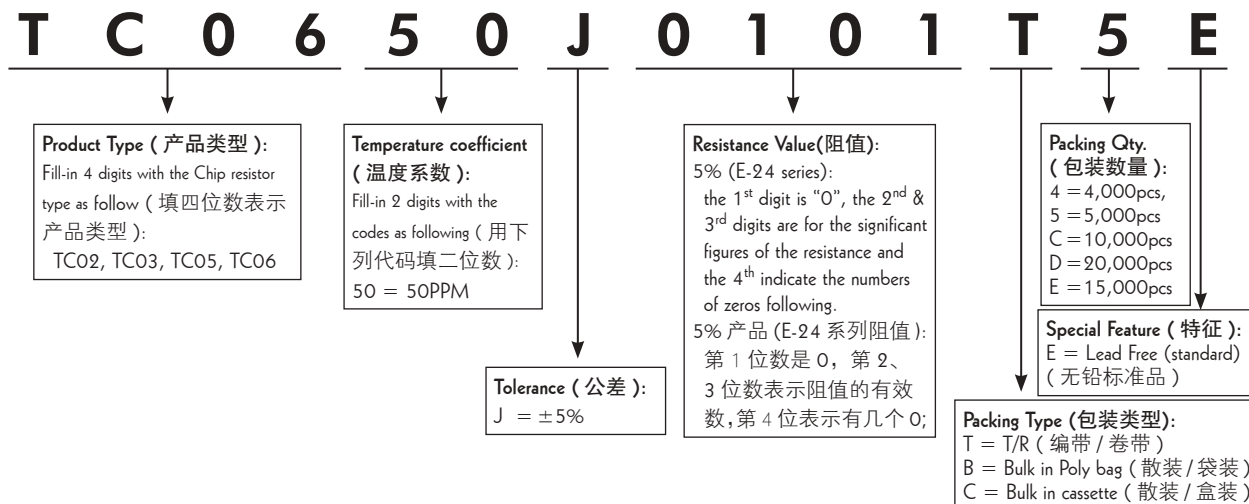 T C 0 6 5 0 J 0 1 0 1 T 5 E
Product Type ( 产品类型 ):
Fill-in 4 digits with the Chip resistor
type as follow ( 填四位数表示
产品类型 ):
TC02, TC03, TC05, TC06
Temperature coefficient
( 温度系数 ):
Fill-in 2 digits with the
codes as following ( 用下
列代码填二位数 ):
50 = 50PPM
Tolerance ( 公差 ):
J = ±5%
Resistance Value(阻值):
5% (E-24 series):
the 1st digit is “0”, the 2nd &
3rd digits are for the significant
figures of the resistance and
the 4th indicate the numbers
of zeros following.
5% 产品 (E-24 系列阻值 ):
第 1 位数是 0，第 2、
3 位数表示阻值的有效
数，第 4 位表示有几个 0;
Packing Qty.
( 包装数量 ):
4 = 4,000pcs,
5 = 5,000pcs
C = 10,000pcs
D = 20,000pcs
E = 15,000pcs
Special Feature ( 特征 ):
E = Lead Free (standard)
( 无铅标准品 )
Packing Type (包装类型):
T = T/R ( 编带 / 卷带 )
B = Bulk in Poly bag ( 散装 / 袋装 )
C = Bulk in cassette ( 散装 / 盒装 )